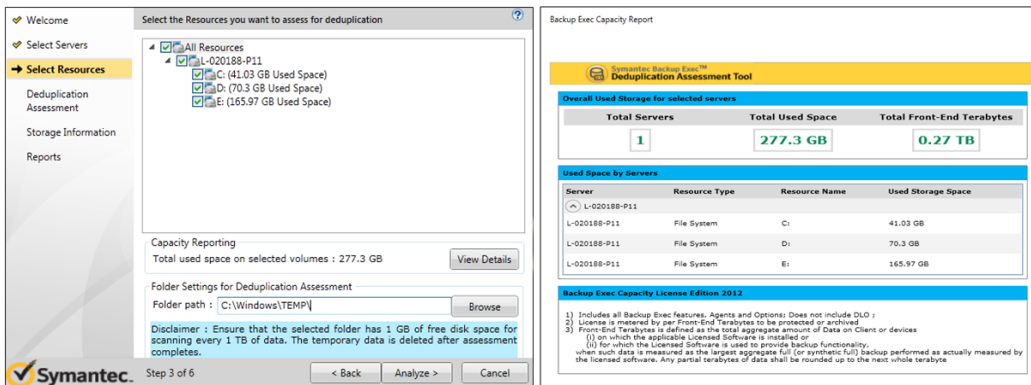 Welcome
Select Servers
Select Resources
Deduplication
Assessment
Storage Information
Reports
Select the Resources you want to assess for deduplication
?
All Resources
L-020188-P11
C: (41.03 GB Used Space)
D: (70.3 GB Used Space)
E: (165.97 GB Used Space)
Capacity Reporting
Total used space on selected volumes : 277.3 GB
View Details
Folder Settings for Deduplication Assessment
Folder path : C:\Windows\TEMP\
Browse
Disclaimer : Ensure that the selected folder has 1 GB of free disk space for
scanning every 1 TB of data. The temporary data is deleted after assessment
completes.
Symantec.
Step 3 of 6
< Back
Analyze >
Cancel
Backup Exec Capacity Report
Symantec Backup Exec™
Deduplication Assessment Tool
Overall Used Storage for selected servers
Total Servers Total Used Space Total Front-End Terabytes
1 277.3 GB 0.27 TB
Used Space by Servers
Server Resource Type Resource Name Used Storage Space
L-020188-P11
L-020188-P11 File System C: 41.03 GB
L-020188-P11 File System D: 70.3 GB
L-020188-P11 File System E: 165.97 GB
Backup Exec Capacity License Edition 2012
1) Includes all Backup Exec features, Agents and Options; Does not include DLO ;
2) License is metered by per Front-End Terabytes to be protected or archived
3) Front-End Terabytes is defined as the total aggregate amount of Data on Client or devices
(i) on which the applicable Licensed Software is installed or
(ii) for which the Licensed Software is used to provide backup functionality,
when such data is measured as the largest aggregate full (or synthetic full) backup performed as actually measured by
the licensed software. Any partial terabytes of data shall be rounded up to the next whole terabyte